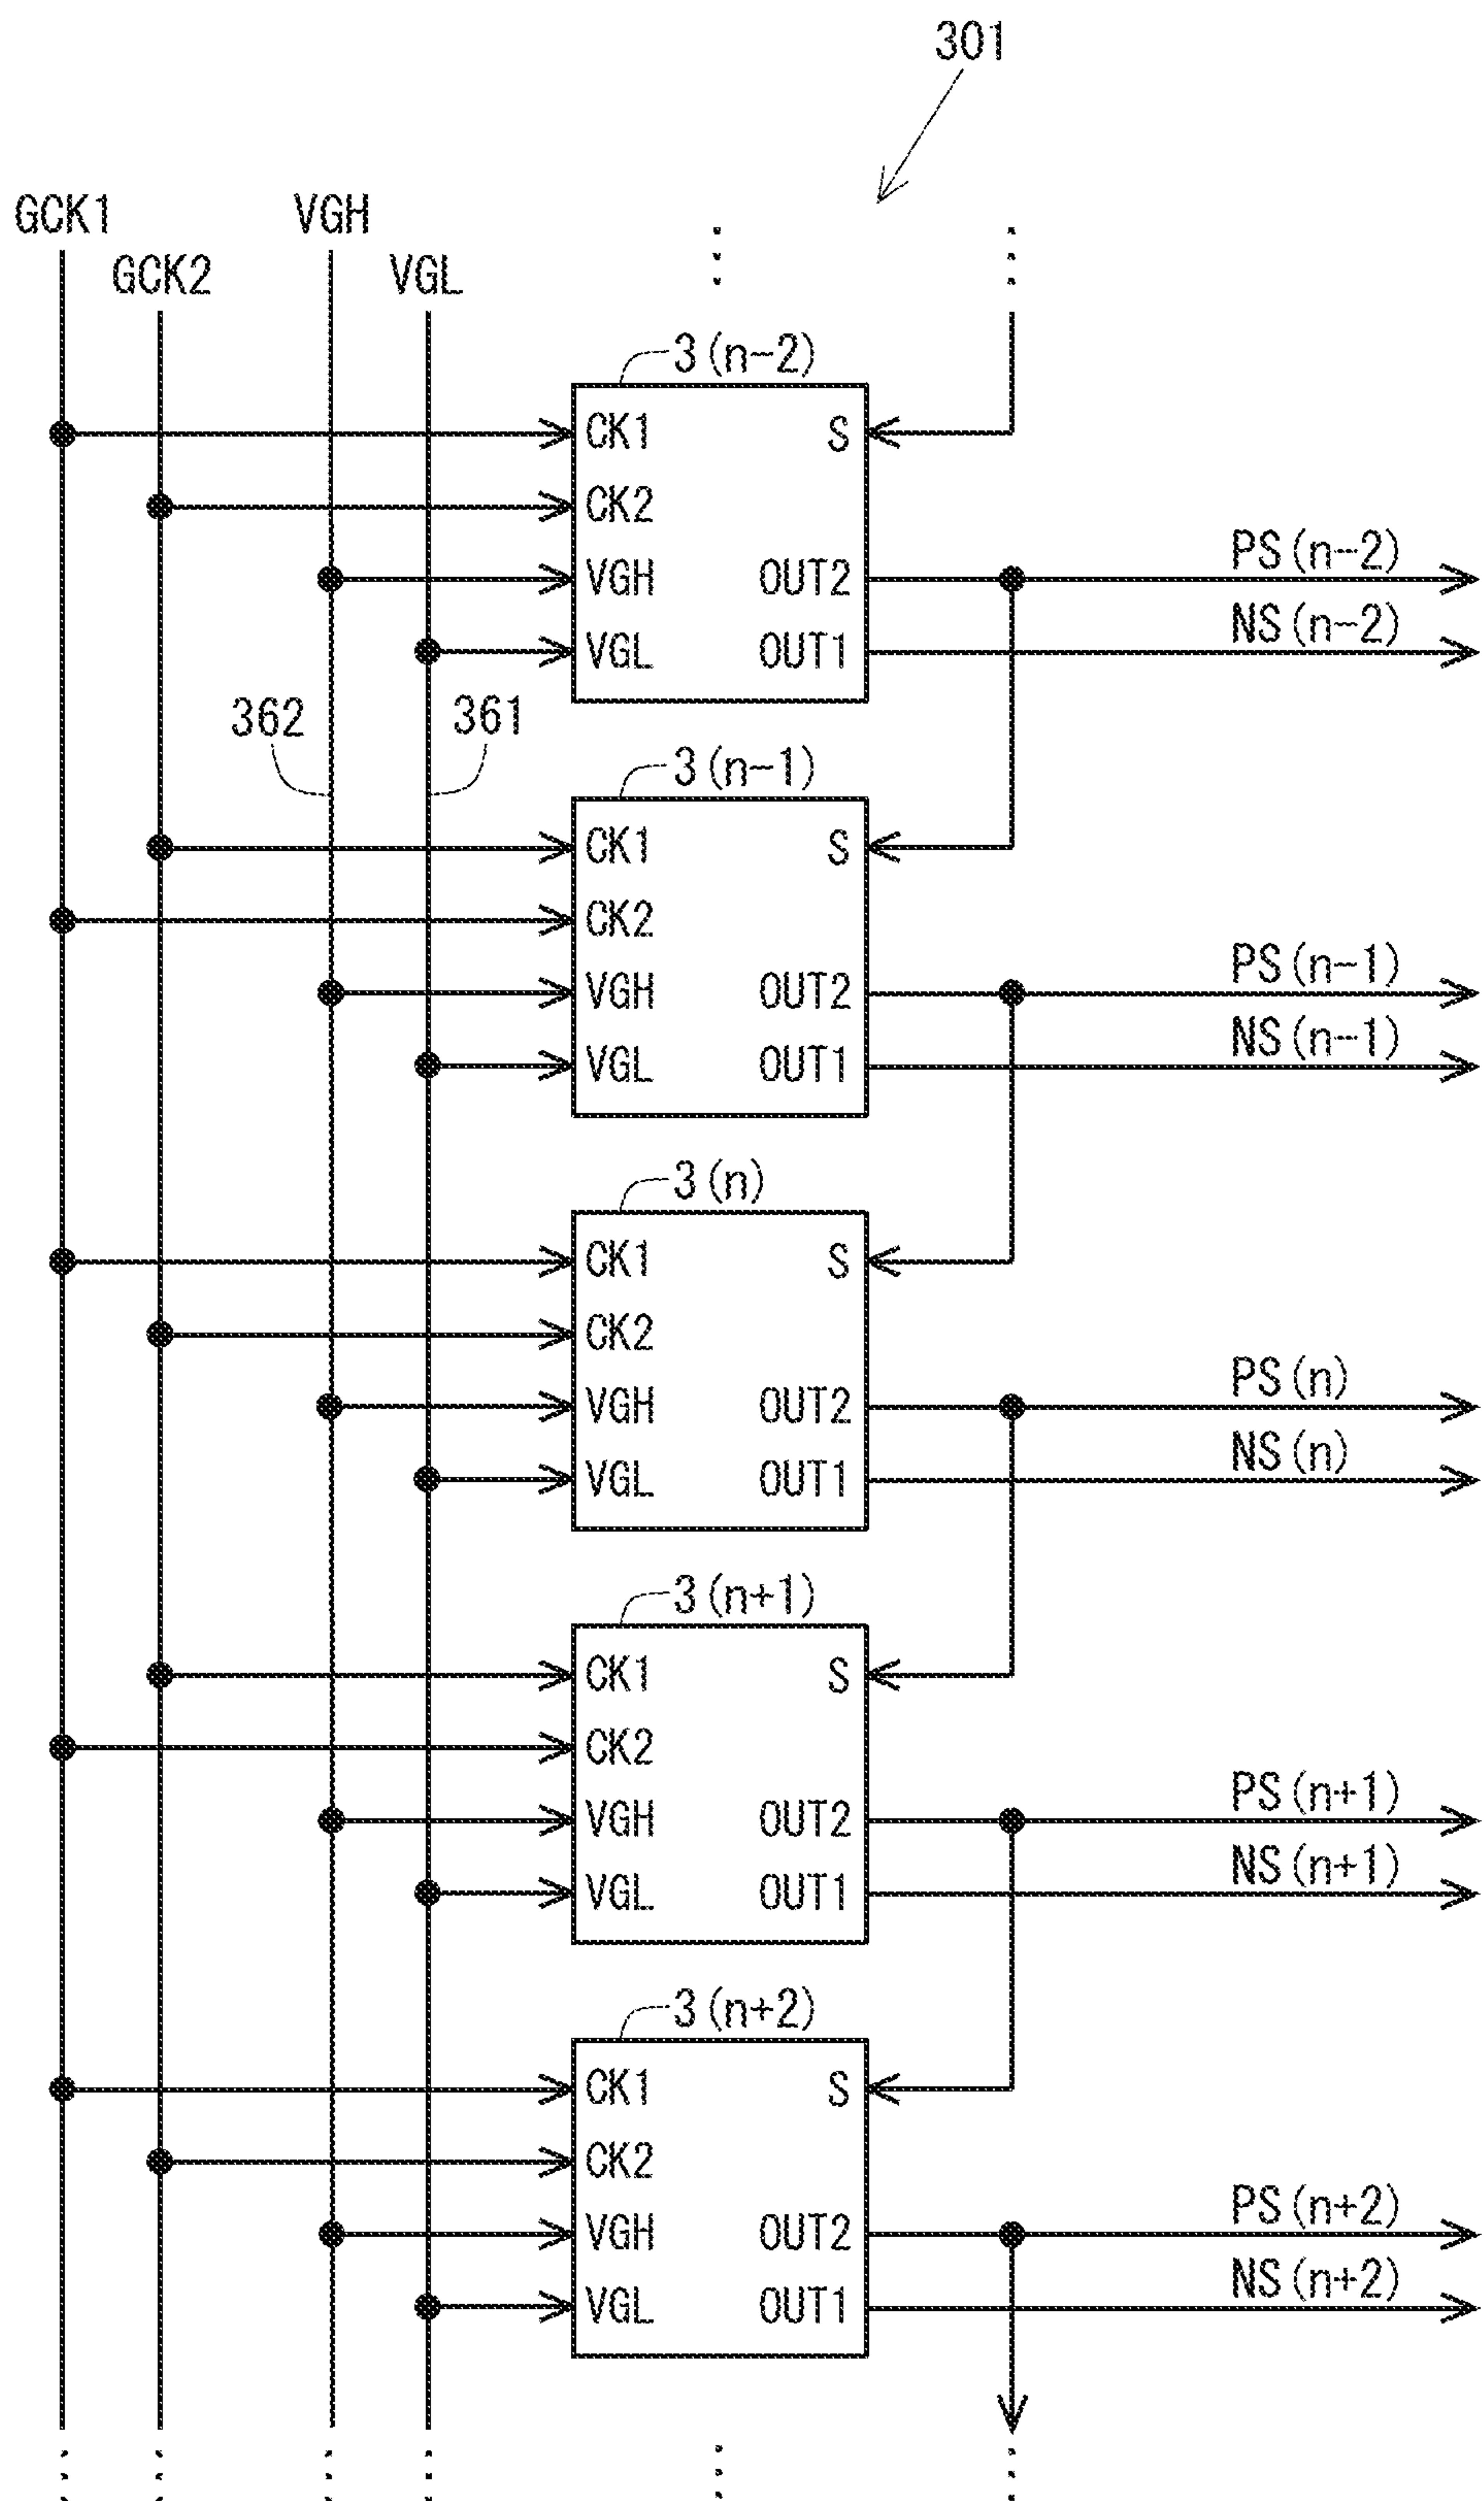 301
GCK1 VGH
GCK2 VGL
3(n-2)
CK1 S
CK2
VGH OUT2 PS(n-2)
VGL OUT1 NS(n-2)
362 361
3(n-1)
CK1 S
CK2
VGH OUT2 PS(n-1)
VGL OUT1 NS(n-1)
3(n)
CK1 S
CK2
VGH OUT2 PS(n)
VGL OUT1 NS(n)
3(n+1)
CK1 S
CK2
VGH OUT2 PS(n+1)
VGL OUT1 NS(n+1)
3(n+2)
CK1 S
CK2
VGH OUT2 PS(n+2)
VGL OUT1 NS(n+2)